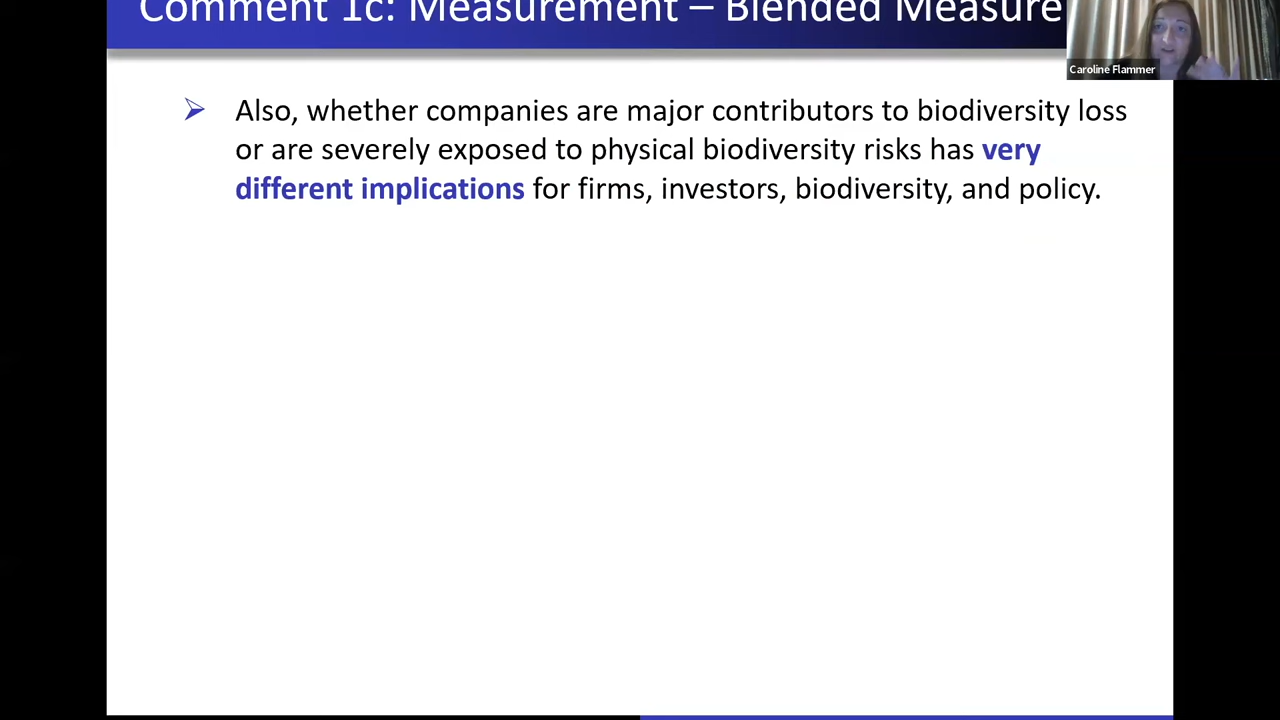 Comment 1c: Measurement – Blended Measure
Caroline Flammer
Also, whether companies are major contributors to biodiversity loss
or are severely exposed to physical biodiversity risks has very
different implications for firms, investors, biodiversity, and policy.